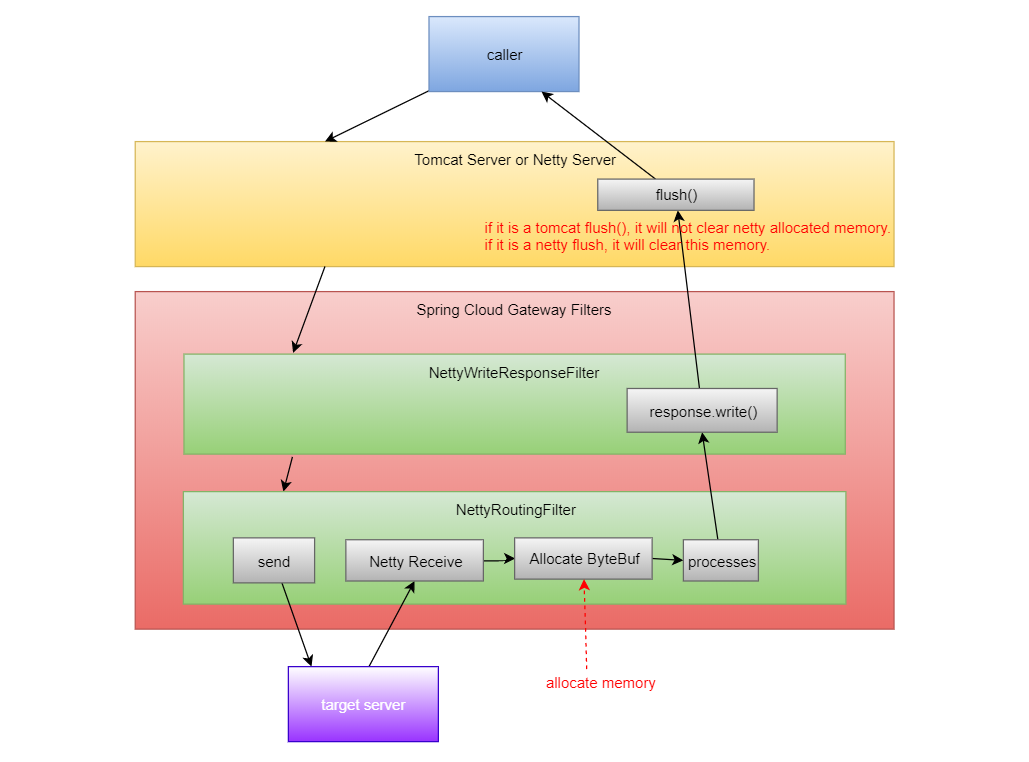 caller
Tomcat Server or Netty Server
flush()
if it is a tomcat flush(), it will not clear netty allocated memory.
if it is a netty flush, it will clear this memory.
Spring Cloud Gateway Filters
NettyWriteResponseFilter
response.write()
NettyRoutingFilter
send
Netty Receive
Allocate ByteBuf
processes
allocate memory
target server